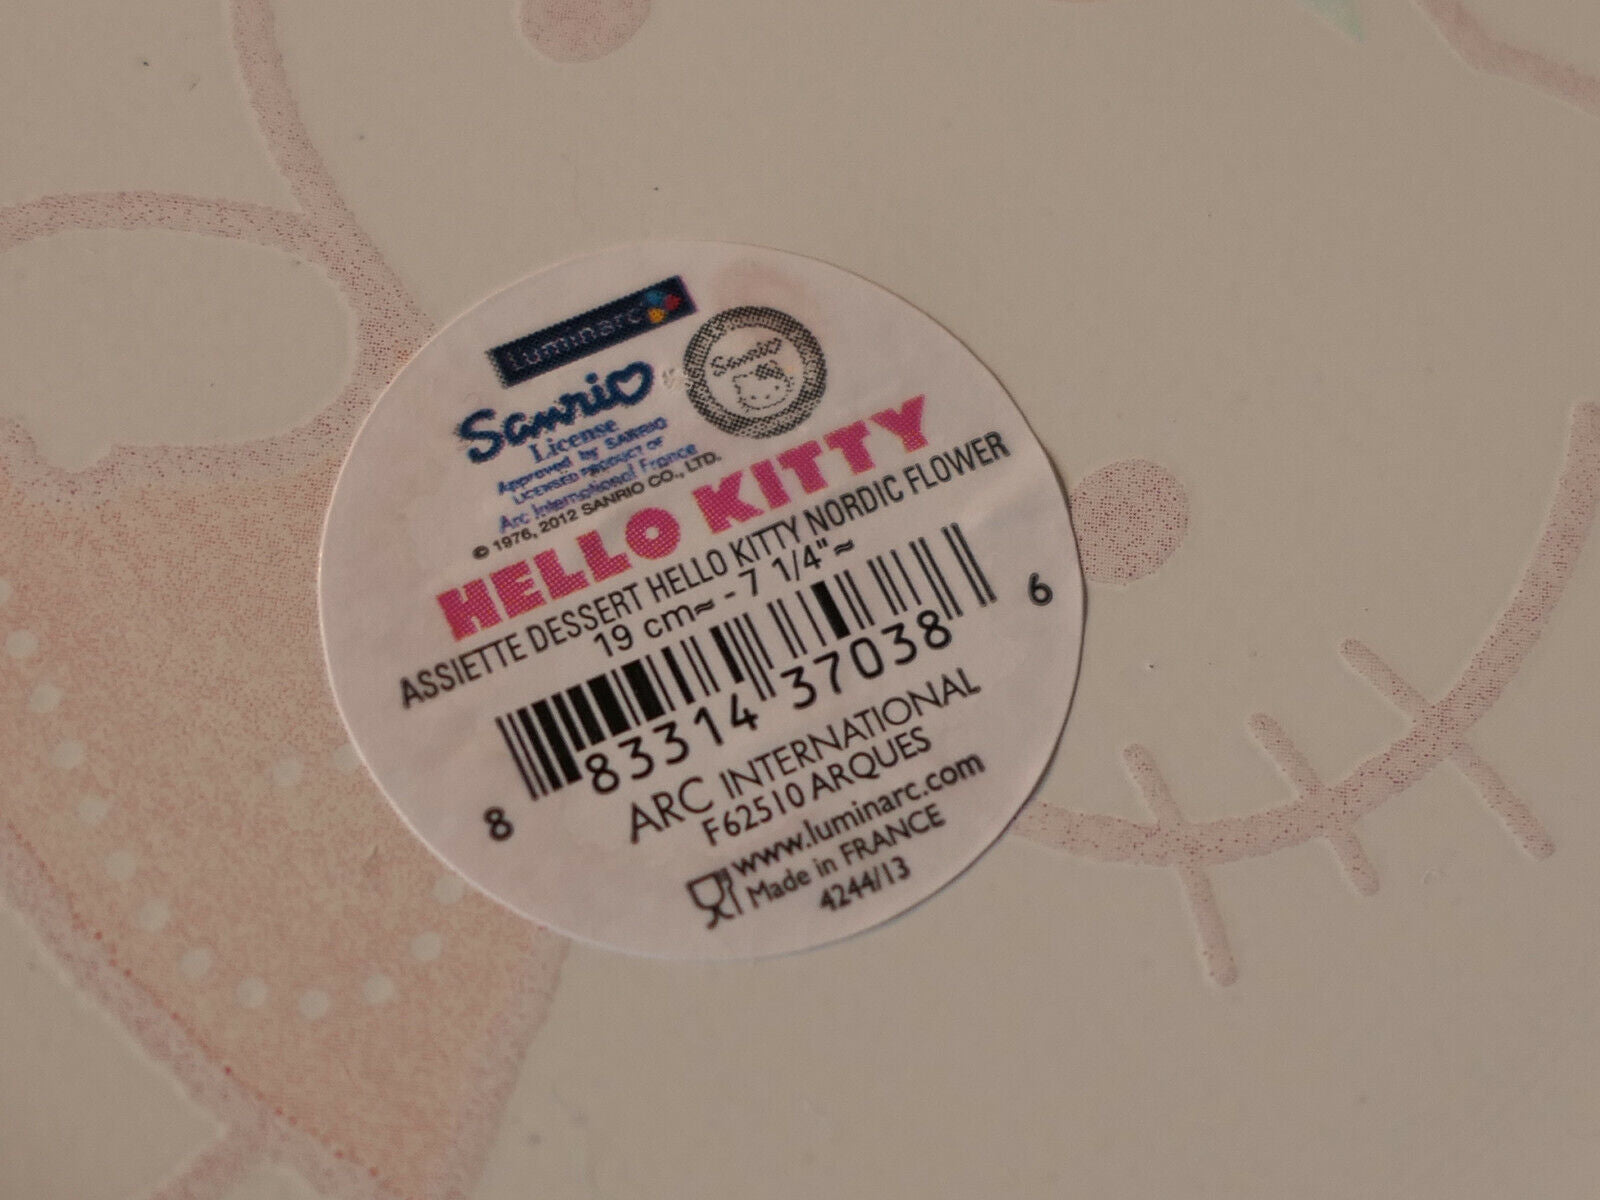 Luminarc
Sanrio
License
Approved by SANRIO
LICENSED PRODUCT OF
Arc International France
© 1976, 2012 SANRIO CO., LTD.
Sanrio
HELLO KITTY
ASSIETTE DESSERT HELLO KITTY NORDIC FLOWER
19 cm≈ - 7 1/4"≈
8 83314 37038 6
ARC INTERNATIONAL
F62510 ARQUES
www.luminarc.com
Made in FRANCE
4244/13